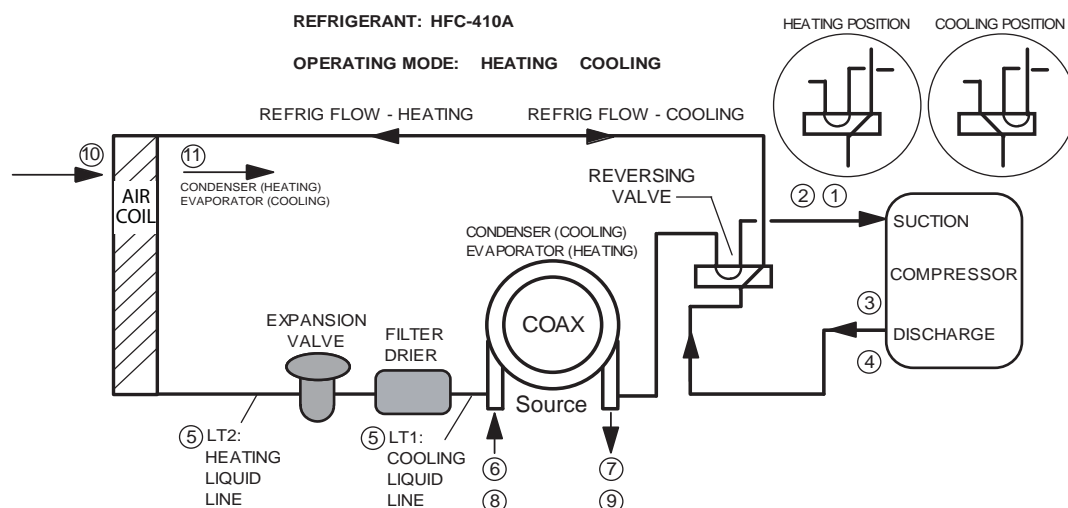 REFRIGERANT: HFC-410A
HEATING POSITION
COOLING POSITION
OPERATING MODE: HEATING COOLING
REFRIG FLOW - HEATING
REFRIG FLOW - COOLING
⑩
⑪
CONDENSER (HEATING)
EVAPORATOR (COOLING)
AIR
COIL
REVERSING
VALVE
② ①
SUCTION
COMPRESSOR
③
DISCHARGE
④
CONDENSER (COOLING)
EVAPORATOR (HEATING)
COAX
EXPANSION
VALVE
FILTER
DRIER
Source
⑤ LT2:
HEATING
LIQUID
LINE
⑤ LT1:
COOLING
LIQUID
LINE
⑥
⑧
⑦
⑨